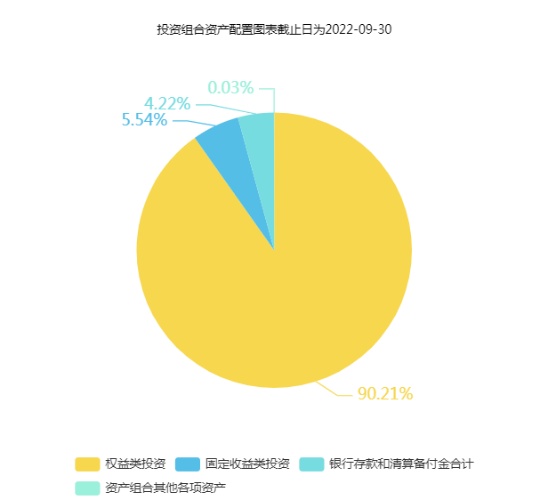 投资组合资产配置图表截止日为2022-09-30
0.03%
4.22%
5.54%
90.21%
权益类投资 固定收益类投资 银行存款和清算备付金合计
资产组合其他各项资产